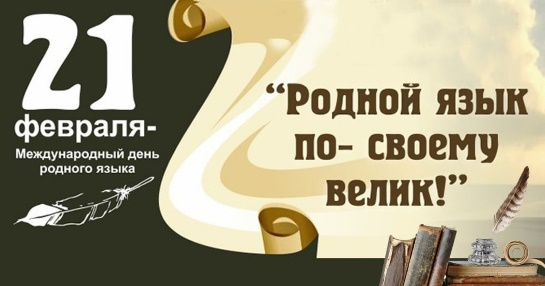 21
февраля-
Международный день
родного языка
“Родной язык
по- своему
велик!”